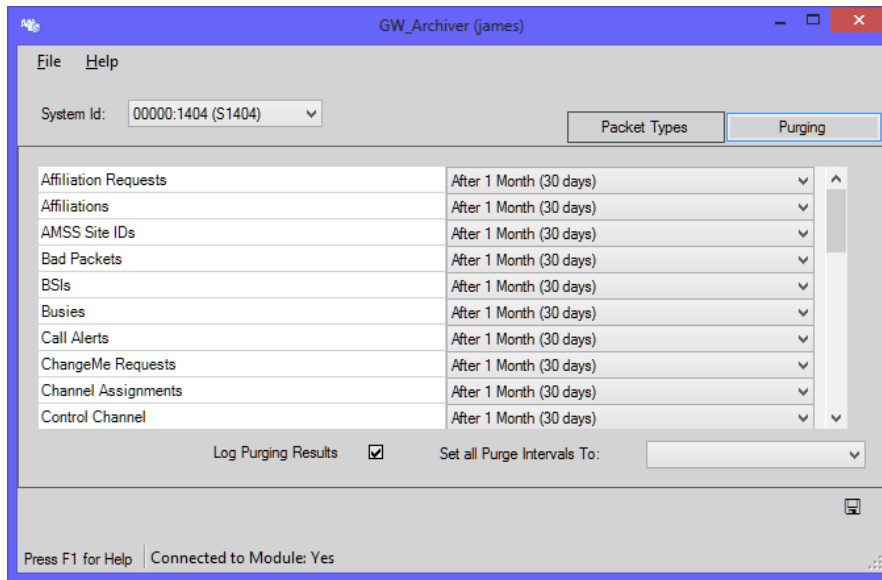 GW_Archiver (james)
File Help
System Id: 00000:1404 (S1404)
Packet Types Purging
Affiliation Requests After 1 Month (30 days)
Affiliations After 1 Month (30 days)
AMSS Site IDs After 1 Month (30 days)
Bad Packets After 1 Month (30 days)
BSIs After 1 Month (30 days)
Busies After 1 Month (30 days)
Call Alerts After 1 Month (30 days)
ChangeMe Requests After 1 Month (30 days)
Channel Assignments After 1 Month (30 days)
Control Channel After 1 Month (30 days)
Log Purging Results Set all Purge Intervals To:
Press F1 for Help Connected to Module: Yes